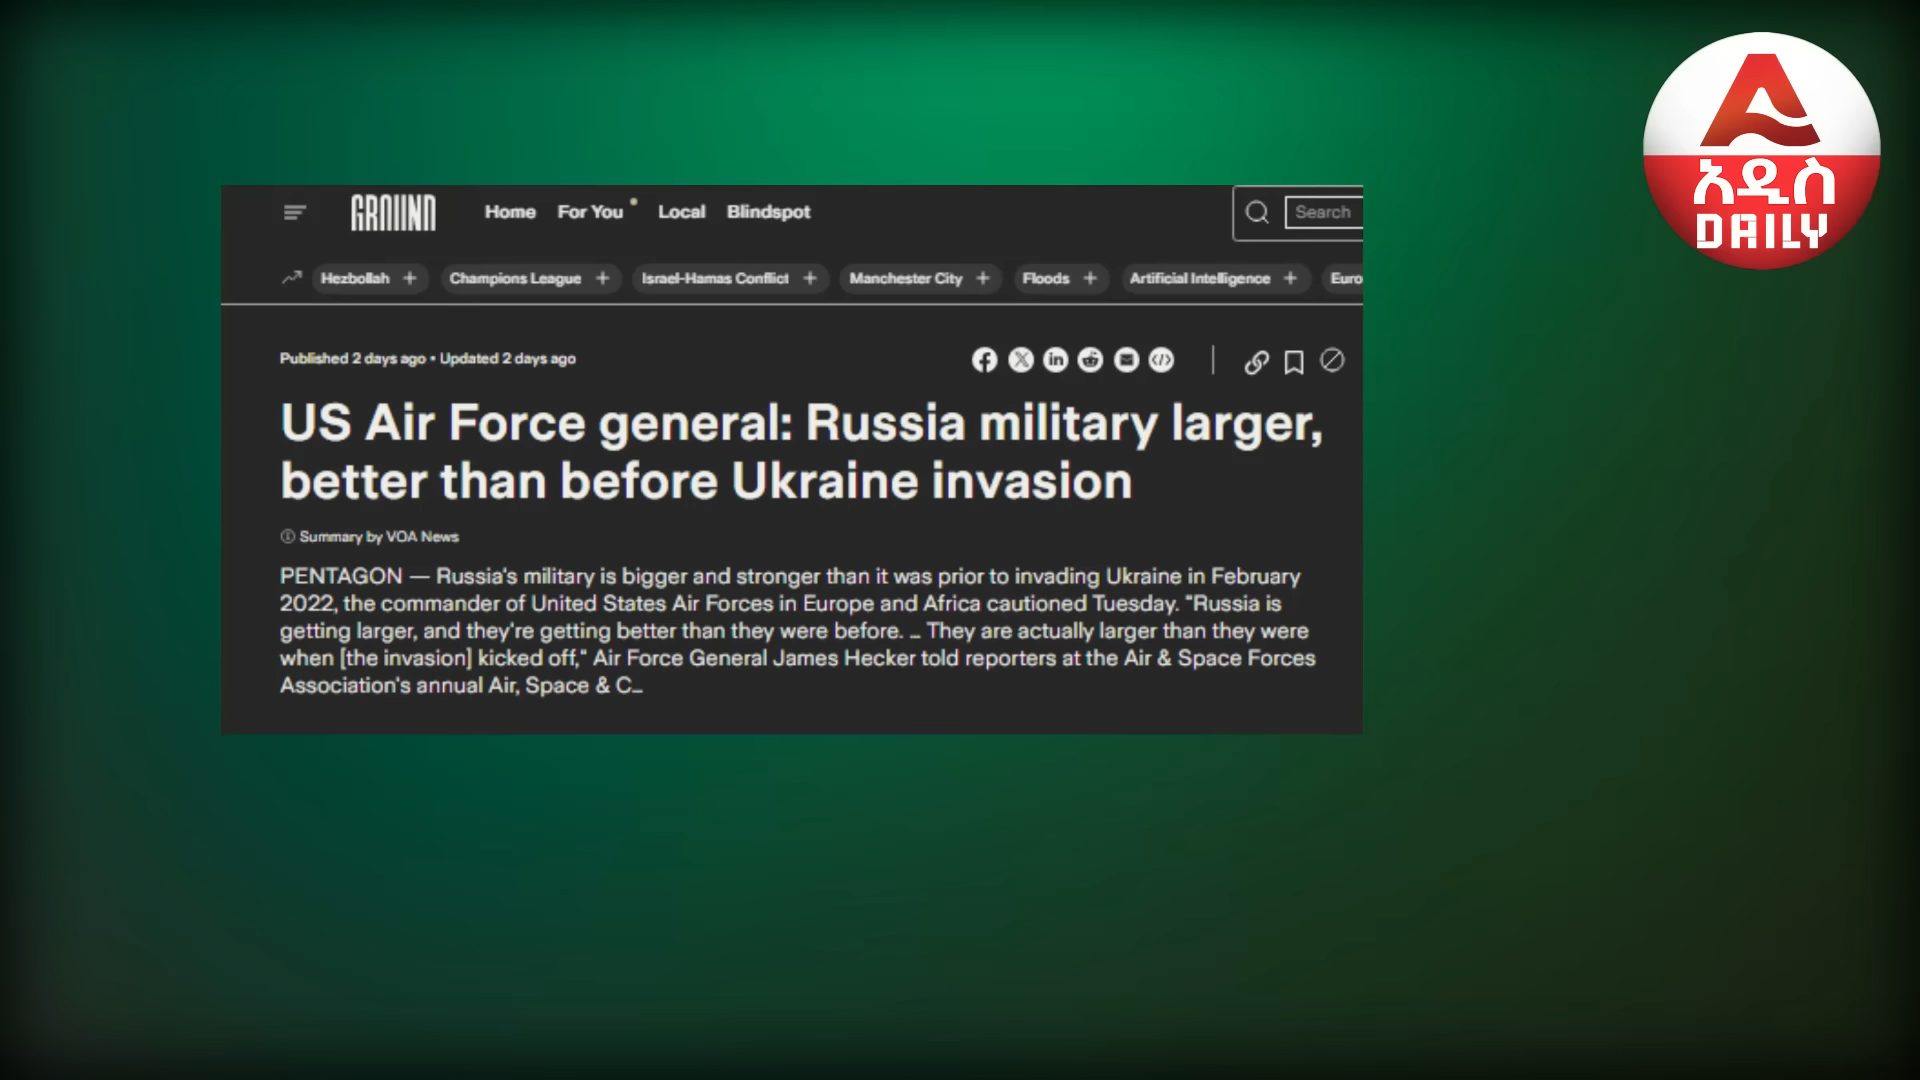 አዲስ
DAILY
GROUND
Home For You Local Blindspot
Search
Hezbollah + Champions League + Israel-Hamas Conflict + Manchester City + Floods + Artificial Intelligence + Euro
Published 2 days ago • Updated 2 days ago
US Air Force general: Russia military larger,
better than before Ukraine invasion
Summary by VOA News
PENTAGON — Russia's military is bigger and stronger than it was prior to invading Ukraine in February
2022, the commander of United States Air Forces in Europe and Africa cautioned Tuesday. "Russia is
getting larger, and they're getting better than they were before. … They are actually larger than they were
when [the invasion] kicked off," Air Force General James Hecker told reporters at the Air & Space Forces
Association's annual Air, Space & C…